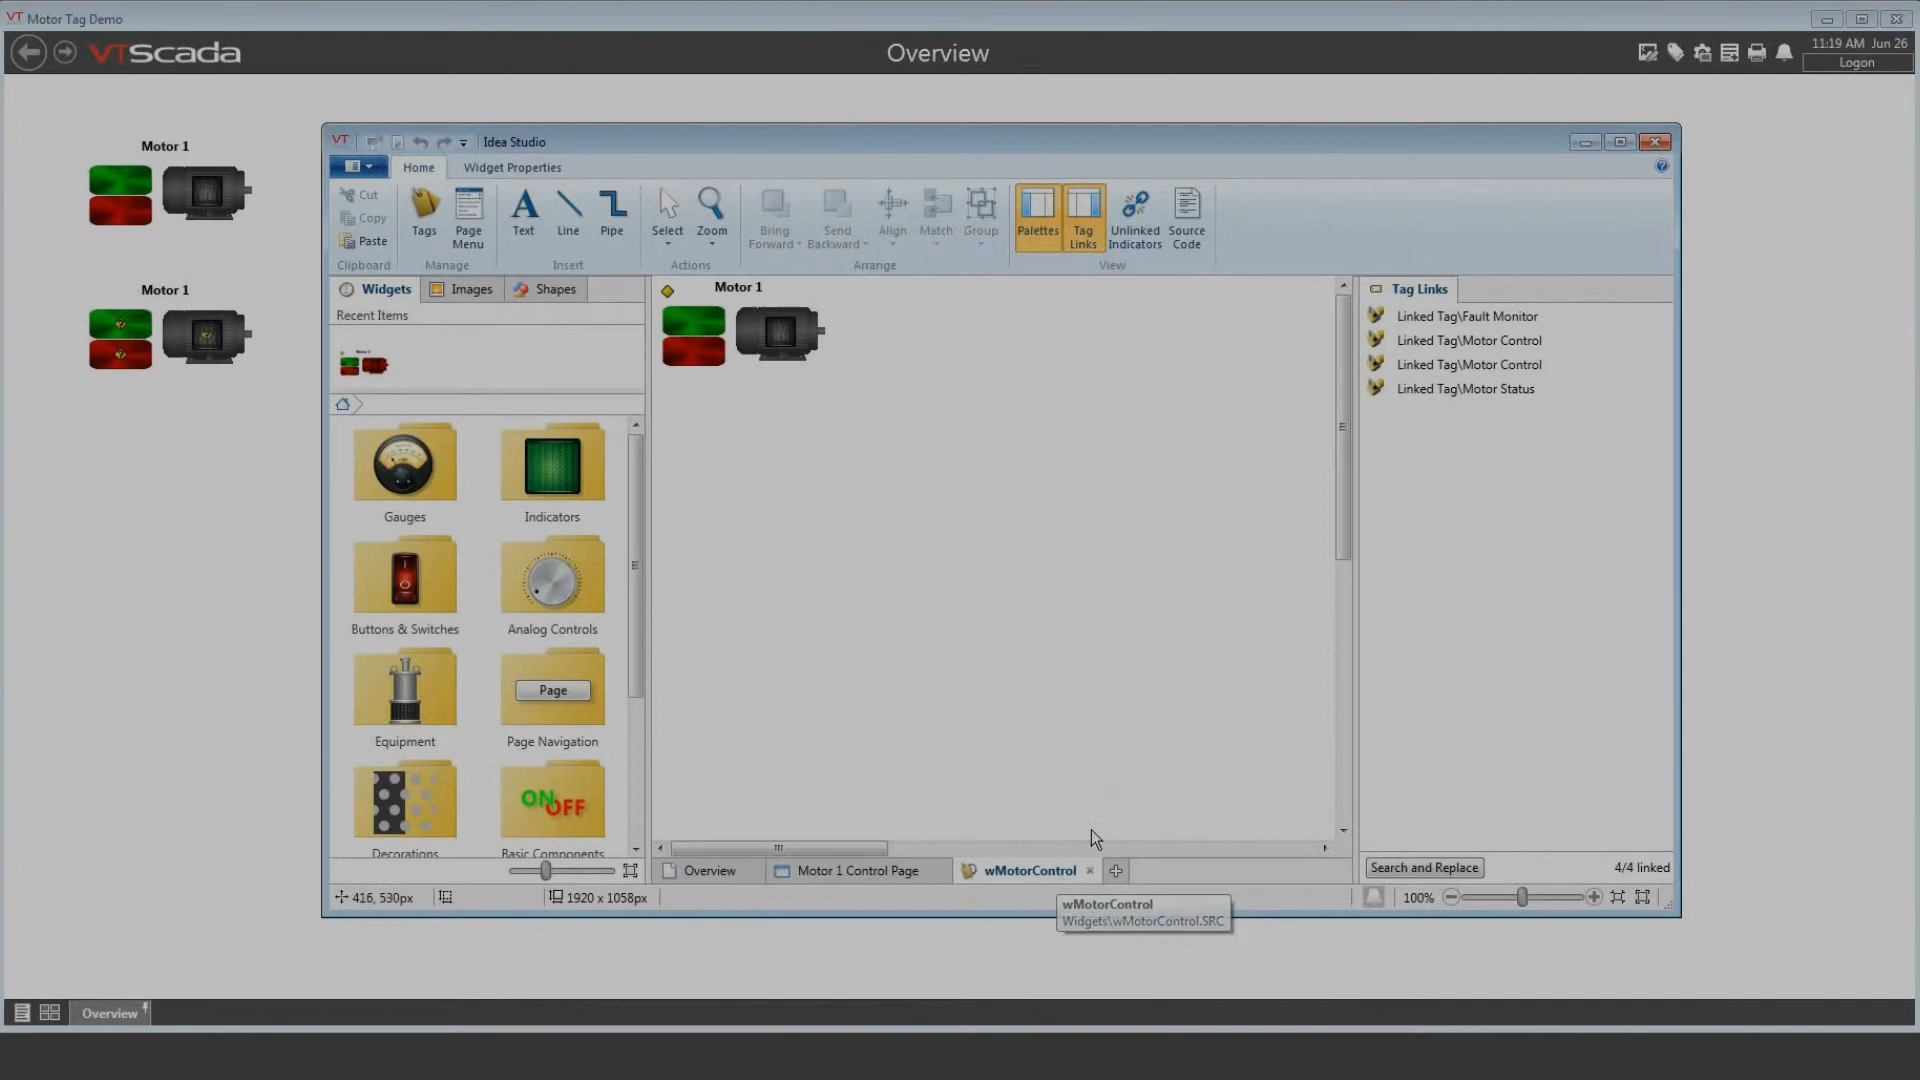 VT Motor Tag Demo
VTScada
Overview
11:19 AM Jun 26
Logon
Motor 1
Motor 1
VT
Idea Studio
Home
Widget Properties
Cut
Copy
Paste
Clipboard
Tags
Page Menu
Manage
Text
Line
Pipe
Insert
Select
Zoom
Actions
Bring Forward
Send Backward
Align
Match
Group
Arrange
Palettes
Tag Links
Unlinked Indicators
Source Code
View
Widgets
Images
Shapes
Recent Items
Gauges
Indicators
Buttons & Switches
Analog Controls
Equipment
Page
Page Navigation
ON OFF
Decorations
Basic Components
Motor 1
Tag Links
Linked Tag\Fault Monitor
Linked Tag\Motor Control
Linked Tag\Motor Control
Linked Tag\Motor Status
Search and Replace
4/4 linked
Overview
Motor 1 Control Page
wMotorControl
416, 530px
1920 x 1058px
100%
wMotorControl
Widgets\wMotorControl.SRC
Overview